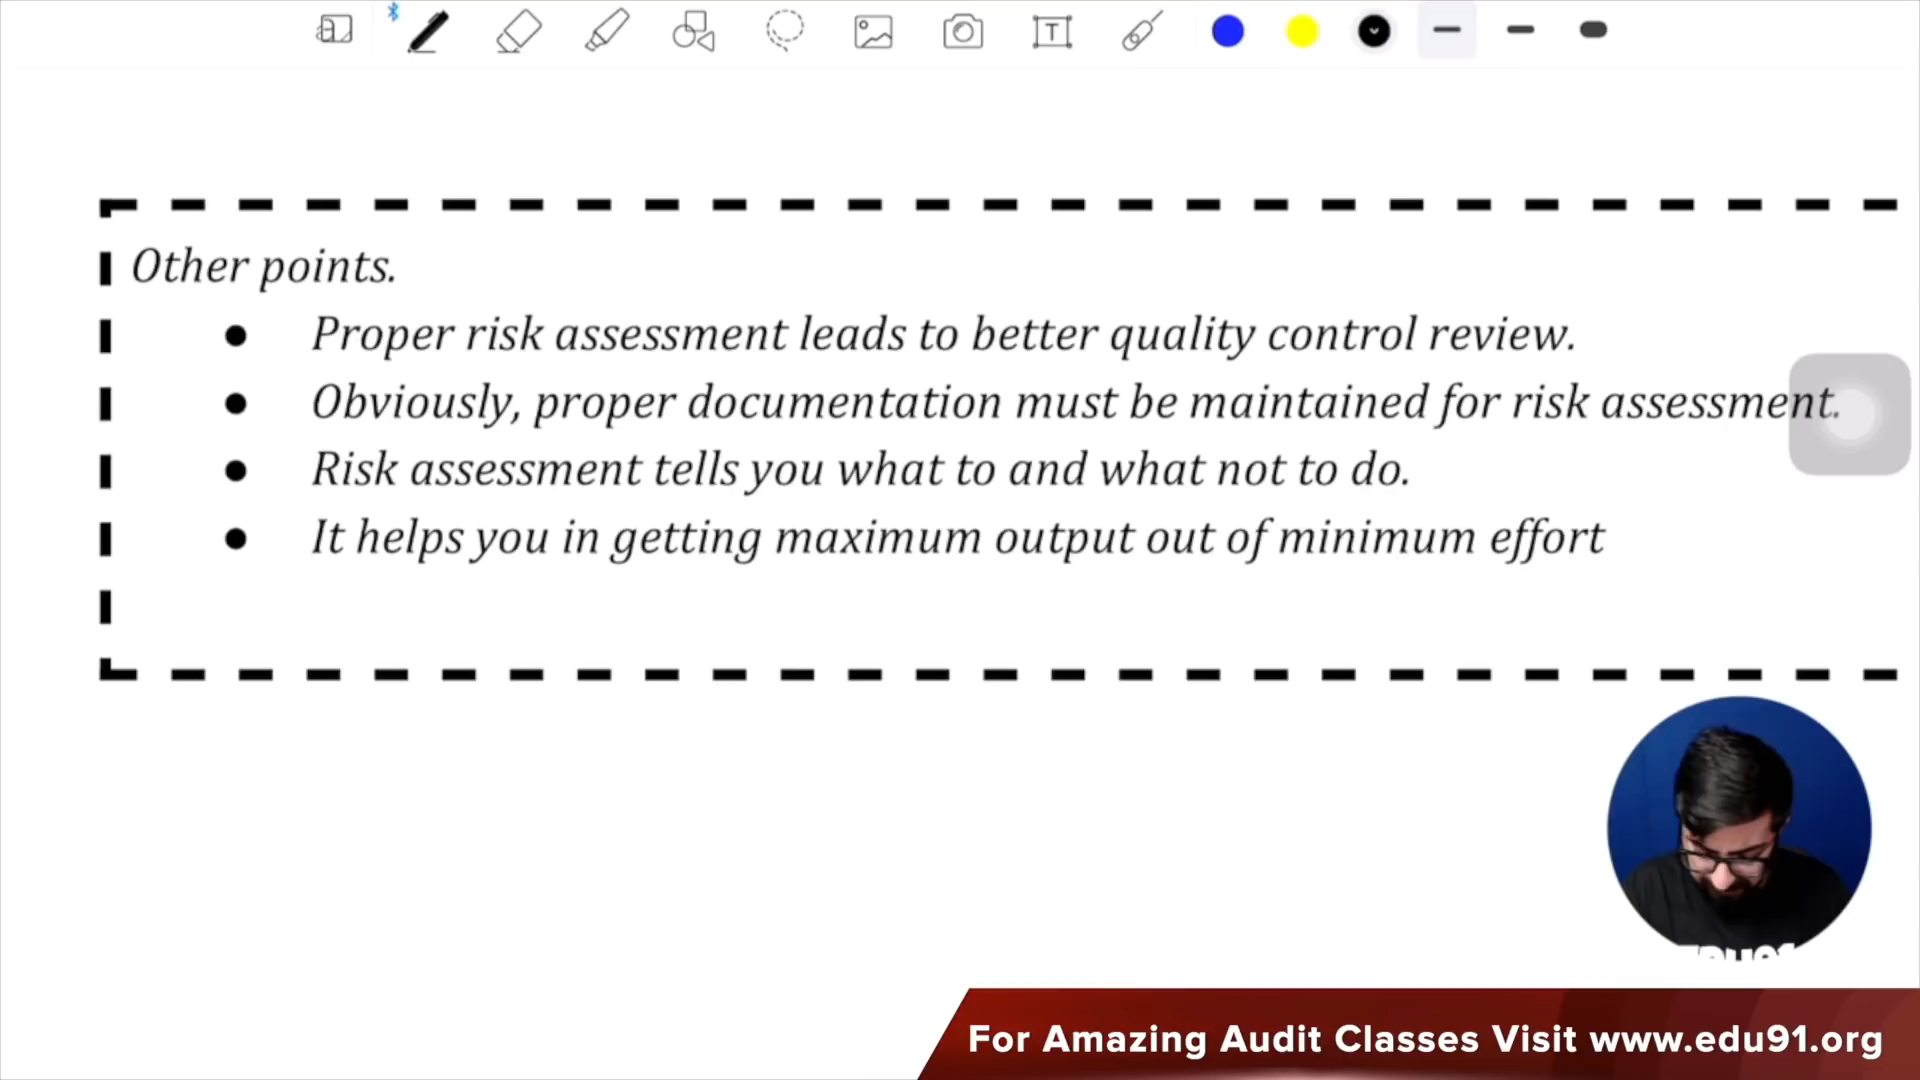 Other points.
● Proper risk assessment leads to better quality control review.
● Obviously, proper documentation must be maintained for risk assessment.
● Risk assessment tells you what to and what not to do.
● It helps you in getting maximum output out of minimum effort
For Amazing Audit Classes Visit www.edu91.org